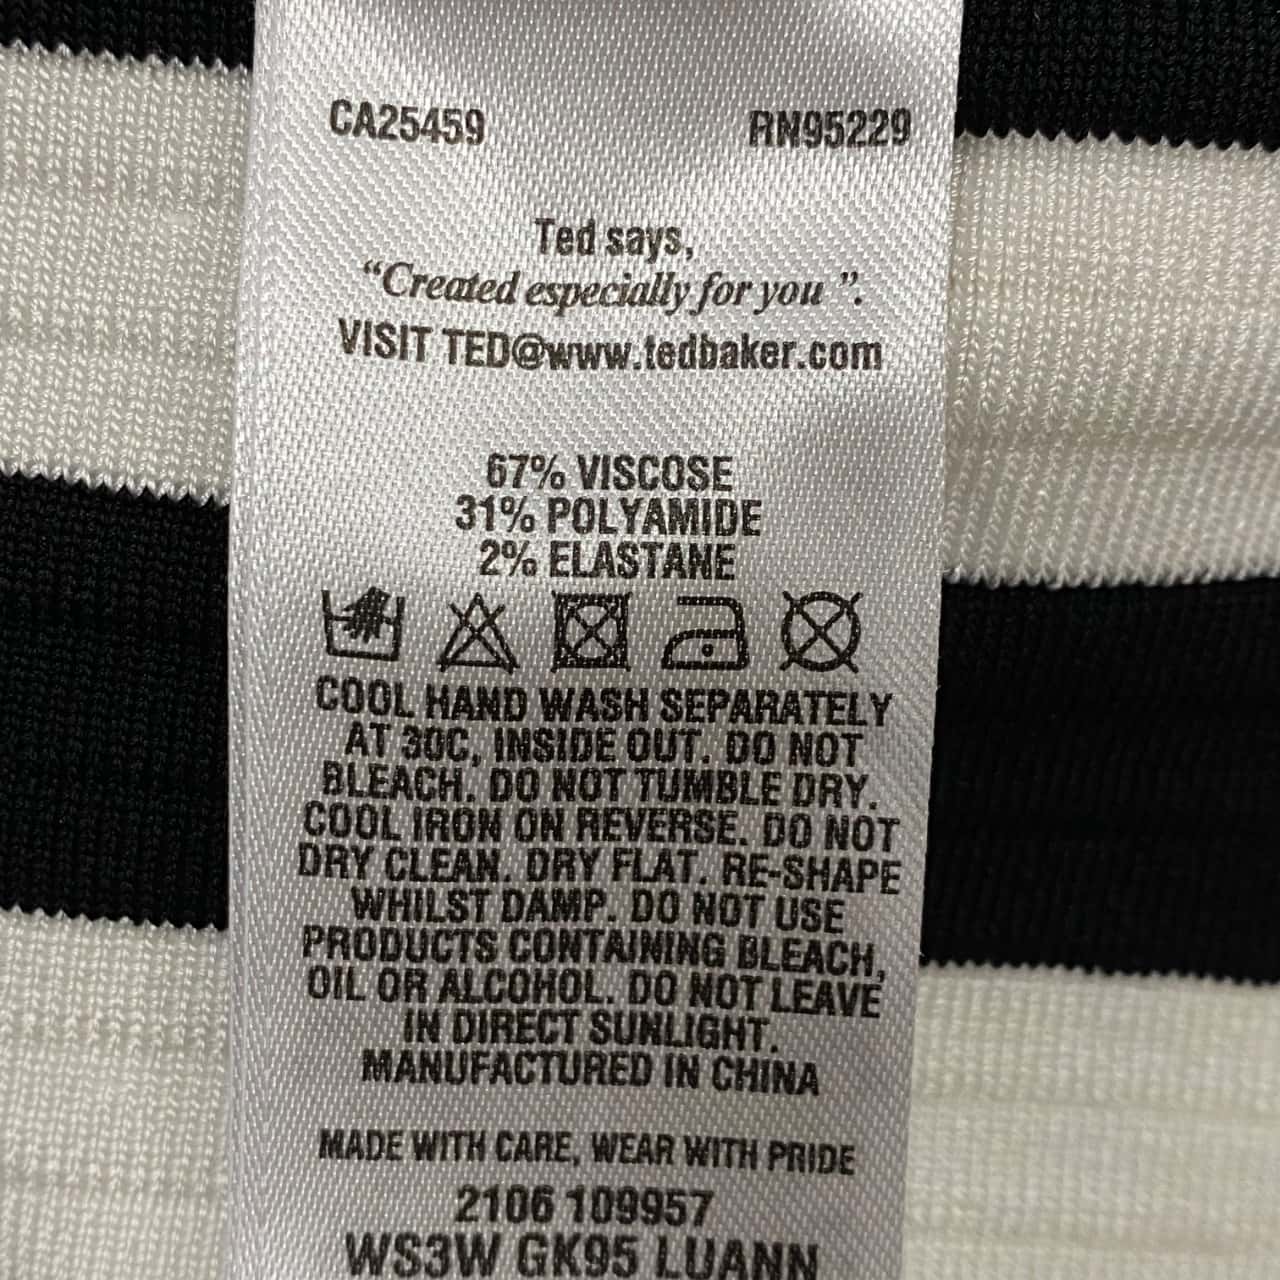 CA25459 RN95229
Ted says,
“Created especially for you”.
VISIT TED@www.tedbaker.com
67% VISCOSE
31% POLYAMIDE
2% ELASTANE
COOL HAND WASH SEPARATELY
AT 30C, INSIDE OUT. DO NOT
BLEACH. DO NOT TUMBLE DRY.
COOL IRON ON REVERSE. DO NOT
DRY CLEAN. DRY FLAT. RE-SHAPE
WHILST DAMP. DO NOT USE
PRODUCTS CONTAINING BLEACH,
OIL OR ALCOHOL. DO NOT LEAVE
IN DIRECT SUNLIGHT.
MANUFACTURED IN CHINA
MADE WITH CARE, WEAR WITH PRIDE
2106 109957
WS3W GK95 LUANN